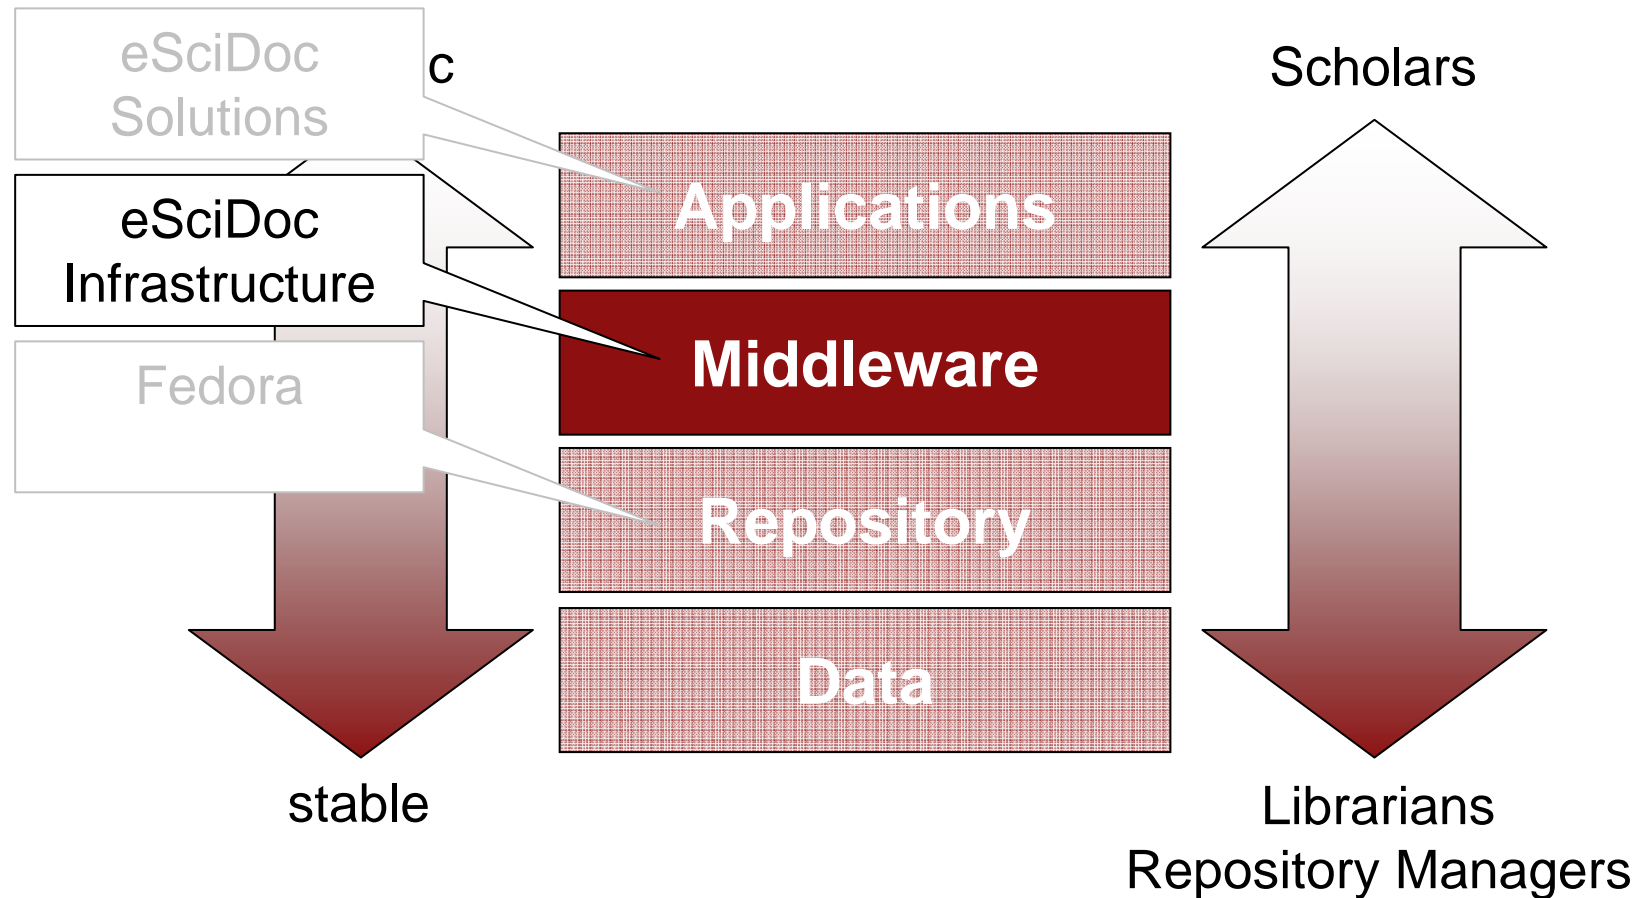 eSciDoc
Solutions
c
Scholars
Applications
eSciDoc
Infrastructure
Middleware
Fedora
Repository
Data
stable
Librarians
Repository Managers